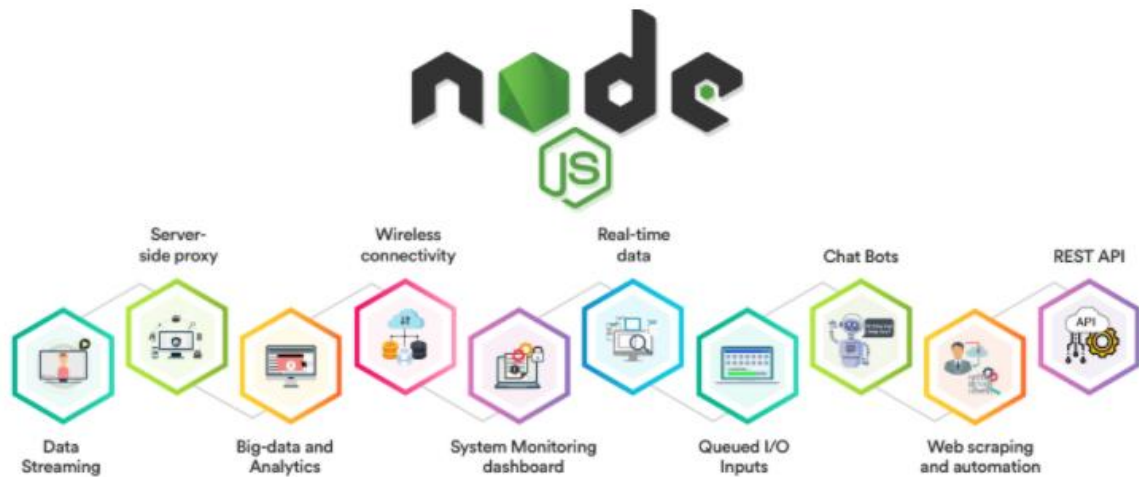 node
JS
Server-
side proxy
Wireless
connectivity
Real-time
data
Chat Bots
REST API
API
Data
Streaming
Big-data and
Analytics
System Monitoring
dashboard
Queued I/O
Inputs
Web scraping
and automation